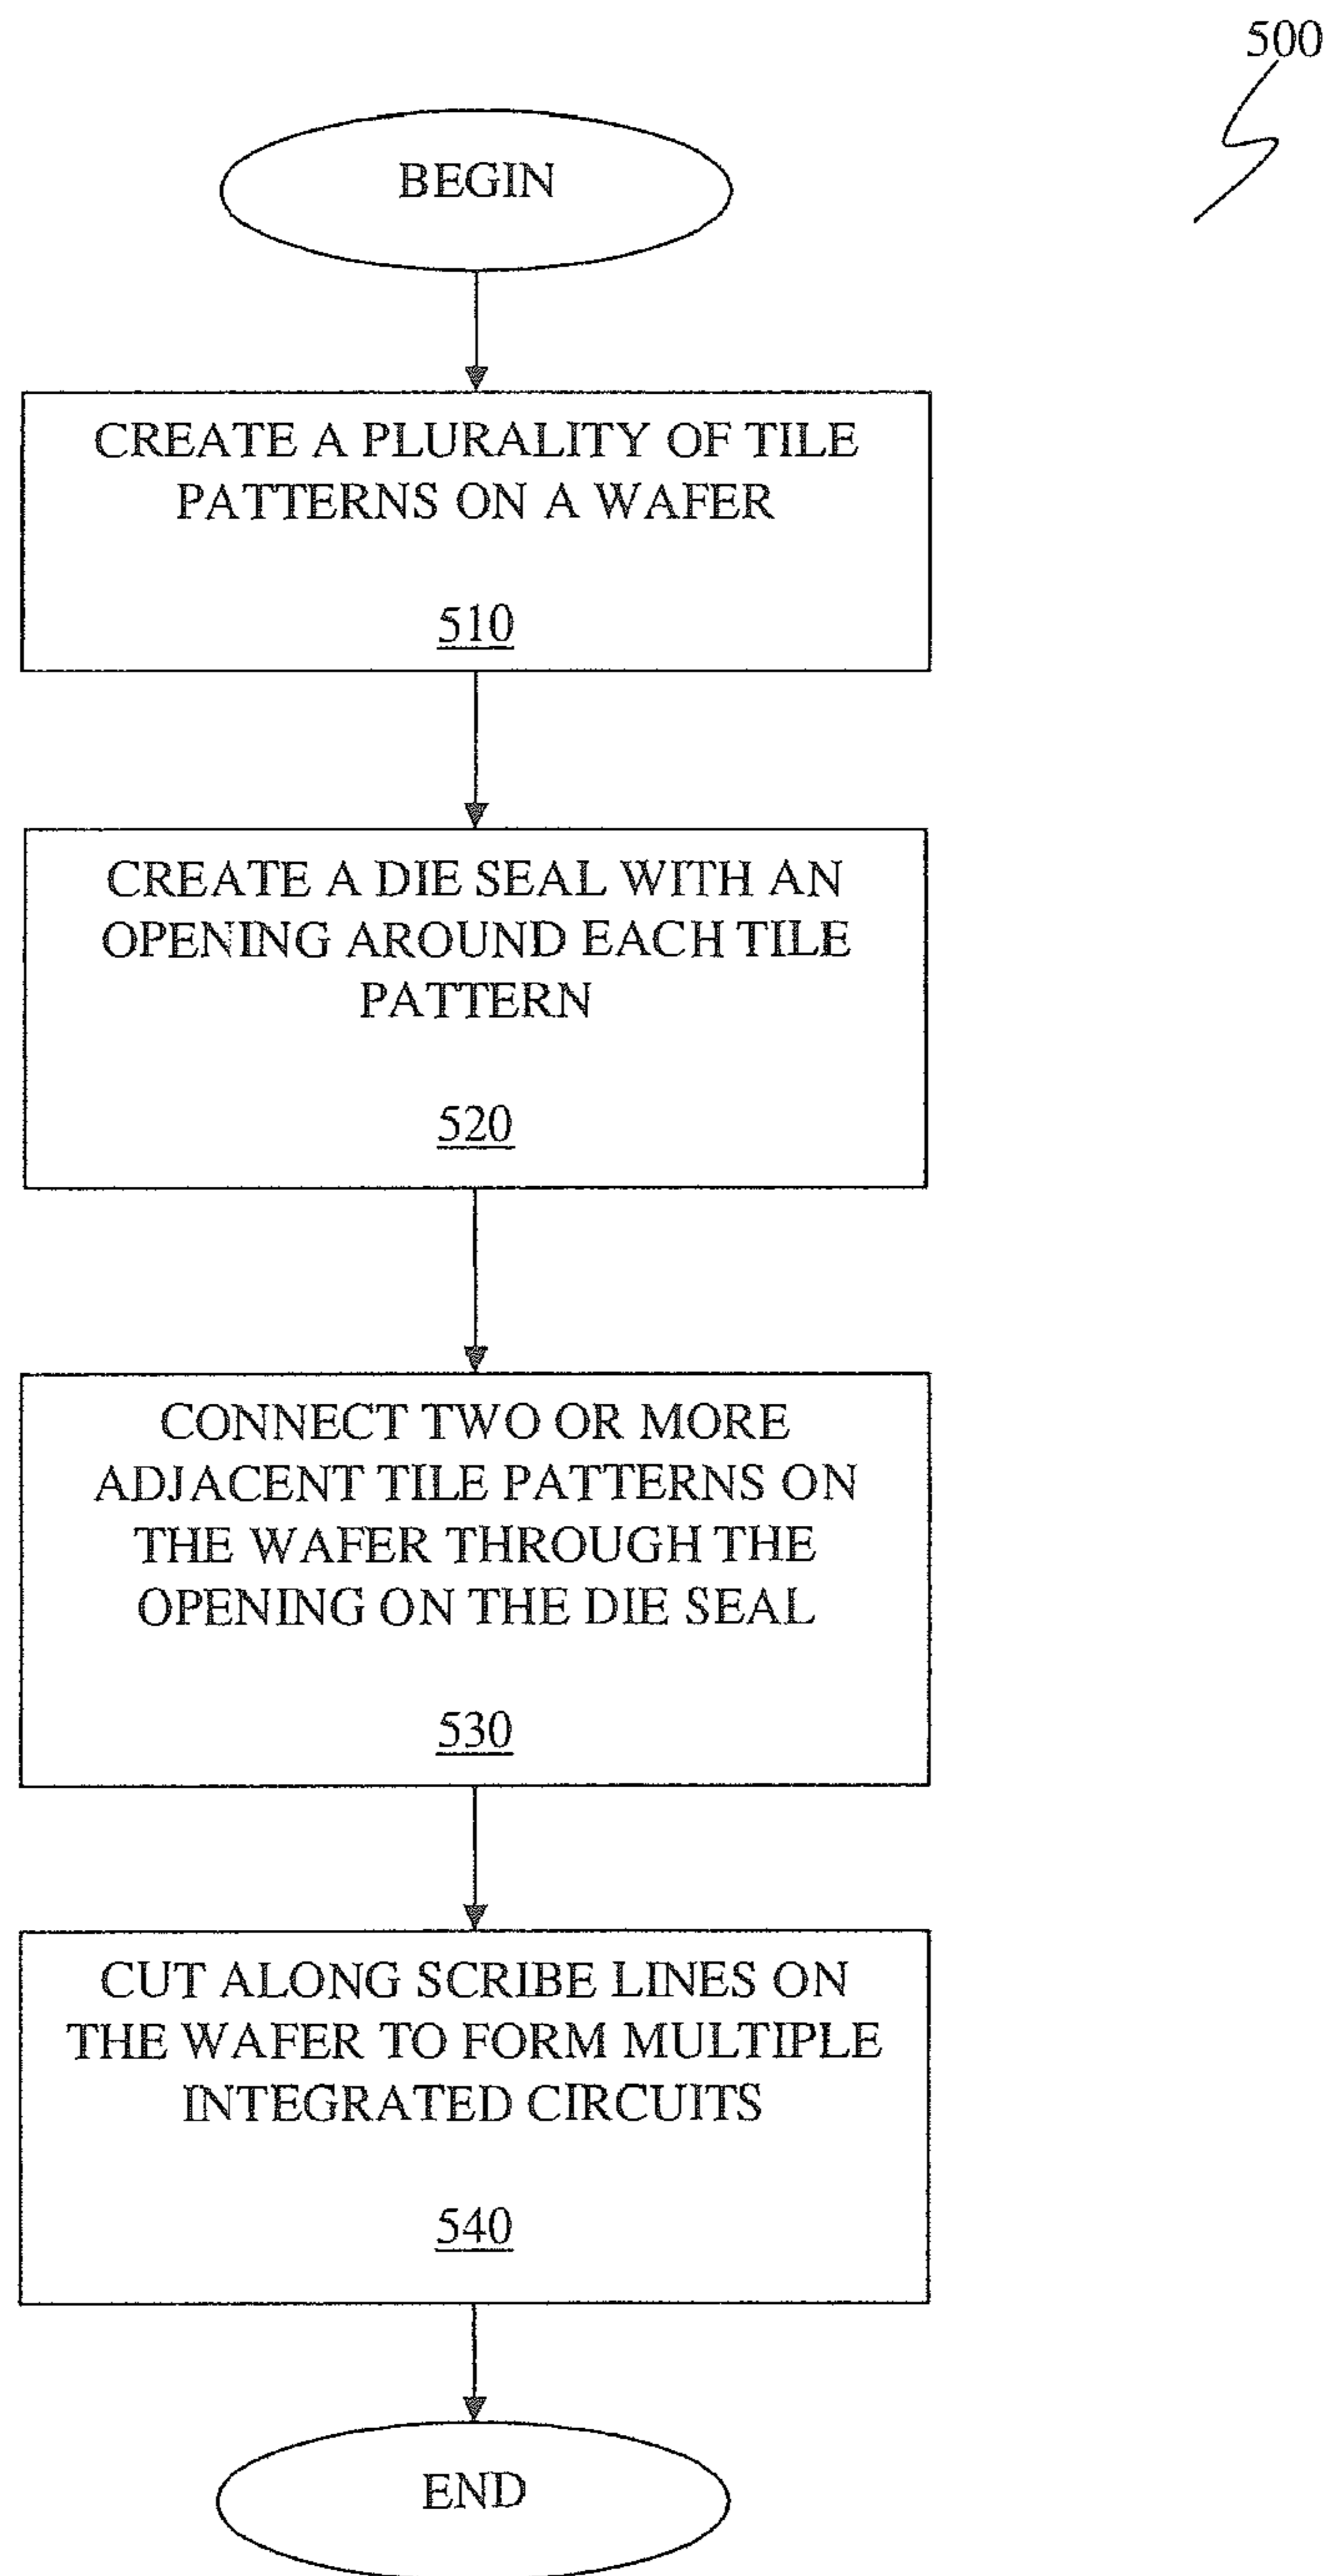 500
BEGIN
CREATE A PLURALITY OF TILE
PATTERNS ON A WAFER
510
CREATE A DIE SEAL WITH AN
OPENING AROUND EACH TILE
PATTERN
520
CONNECT TWO OR MORE
ADJACENT TILE PATTERNS ON
THE WAFER THROUGH THE
OPENING ON THE DIE SEAL
530
CUT ALONG SCRIBE LINES ON
THE WAFER TO FORM MULTIPLE
INTEGRATED CIRCUITS
540
END